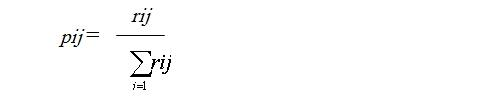 pij = rij / ∑rij
i=1